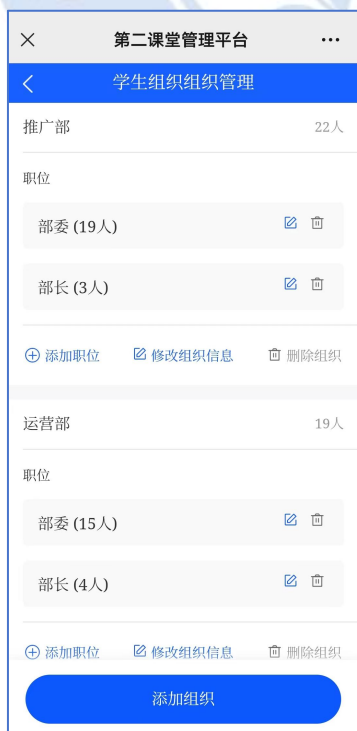 第二课堂管理平台
学生组织组织管理
推广部 22人
职位
部委 (19人)
部长 (3人)
添加职位 修改组织信息 删除组织
运营部 19人
职位
部委 (15人)
部长 (4人)
添加职位 修改组织信息 删除组织
添加组织